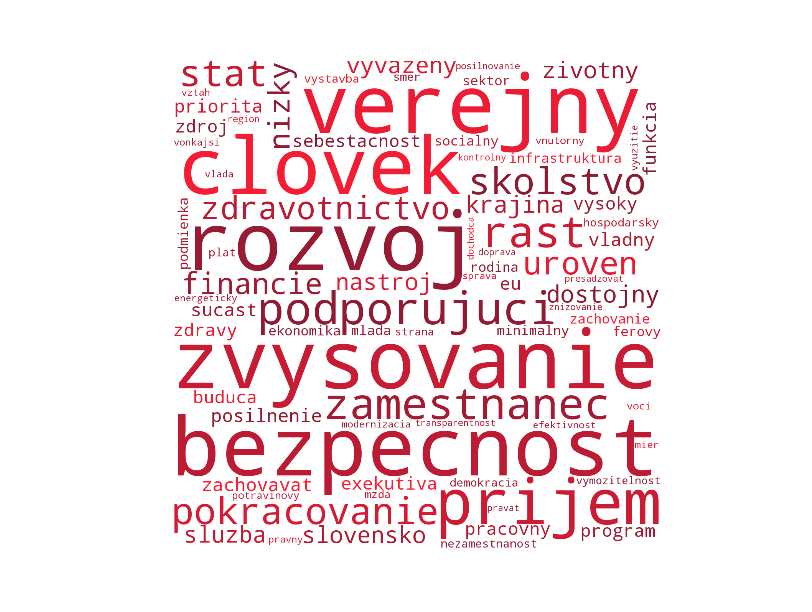 vyvazeny
posilnovanie
stat
nizky
vystavba
smer
sektor
zivotny
vztah
verejny
priorita
region
zdroj
sebestacnost
socialny
vnutorny
vyuzitie
funkcia
vonkajsi
clovek
kontrolny
infrastruktura
vlada
skolstvo
podmienka
zdravotnictvo
krajina
vysoky
rozvoj
dochodca
rast
hospodarsky
vladny
plat
doprava
uroven
financie
nastroj
rodina
sprava
presadzovat
eu
energeticky
sucast
podporujuci
dostojny
znizovanie
zdravy
ekonomika
mlada
strana
minimalny
zachovanie
ferovy
zvysovanie
buduca
zamestnanec
voci
posilnenie
modernizacia
transparentnost
efektivnost
bezpecnost
mier
zachovavat
exekutiva
demokracia
vymozitelnost
potravinovy
mzda
prijem
pokracovanie
pravat
sluzba
pravny
slovensko
pracovny
program
nezamestnanost